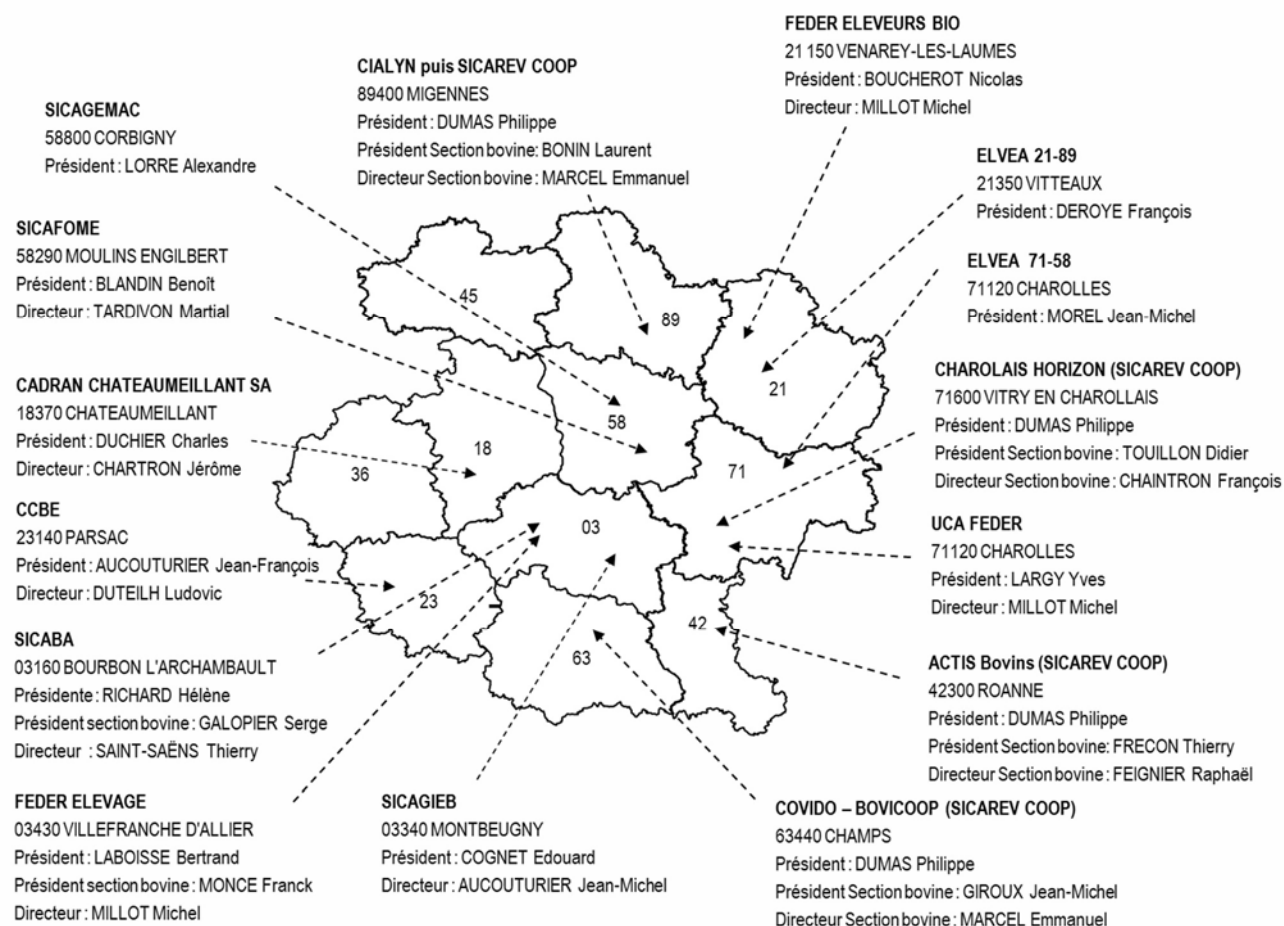 FEDER ELEVEURS BIO
21 150 VENAREY-LES-LAUMES
Président : BOUCHEROT Nicolas
Directeur : MILLOT Michel
CIALYN puis SICAREV COOP
89400 MIGENNES
Président : DUMAS Philippe
Président Section bovine: BONIN Laurent
Directeur Section bovine: MARCEL Emmanuel
SICAGEMAC
58800 CORBIGNY
Président : LORRE Alexandre
ELVEA 21-89
21350 VITTEAUX
Président : DEROYE François
SICAFOME
58290 MOULINS ENGILBERT
Président : BLANDIN Benoît
Directeur : TARDIVON Martial
ELVEA 71-58
71120 CHAROLLES
Président : MOREL Jean-Michel
CADRAN CHATEAUMEILLANT SA
18370 CHATEAUMEILLANT
Président : DUCHIER Charles
Directeur : CHARTRON Jérôme
CHAROLAIS HORIZON (SICAREV COOP)
71600 VITRY EN CHAROLLAIS
Président : DUMAS Philippe
Président Section bovine : TOUILLON Didier
Directeur Section bovine : CHAINTRON François
CCBE
23140 PARSAC
Président : AUCOUTURIER Jean-François
Directeur : DUTEILH Ludovic
UCA FEDER
71120 CHAROLLES
Président : LARGY Yves
Directeur : MILLOT Michel
SICABA
03160 BOURBON L'ARCHAMBAULT
Présidente : RICHARD Hélène
Président section bovine : GALOPIER Serge
Directeur : SAINT-SAËNS Thierry
ACTIS Bovins (SICAREV COOP)
42300 ROANNE
Président : DUMAS Philippe
Président Section bovine: FRECON Thierry
Directeur Section bovine : FEIGNIER Raphaël
FEDER ELEVAGE
03430 VILLEFRANCHE D'ALLIER
Président : LABOISSE Bertrand
Président section bovine : MONCE Franck
Directeur : MILLOT Michel
SICAGIEB
03340 MONTBEUGNY
Président : COGNET Edouard
Directeur : AUCOUTURIER Jean-Michel
COVIDO – BOVICOOP (SICAREV COOP)
63440 CHAMPS
Président : DUMAS Philippe
Président Section bovine : GIROUX Jean-Michel
Directeur Section bovine : MARCEL Emmanuel
45
89
21
58
18
36
71
03
23
42
63